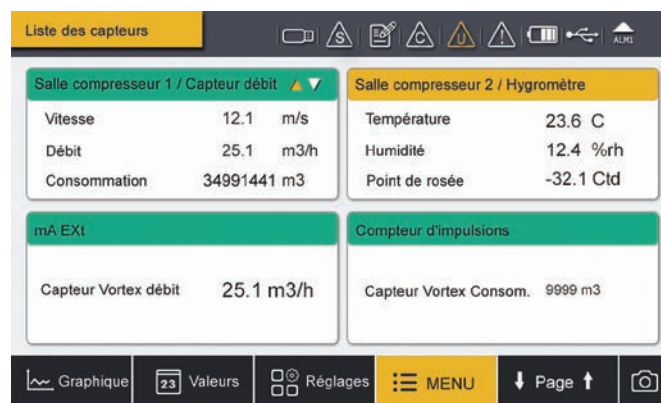 Liste des capteurs
S C U ! ALM1
Salle compresseur 1 / Capteur débit
Vitesse 12.1 m/s
Débit 25.1 m3/h
Consommation 34991441 m3
Salle compresseur 2 / Hygromètre
Température 23.6 C
Humidité 12.4 %rh
Point de rosée -32.1 Ctd
mA EXt
Capteur Vortex débit 25.1 m3/h
Compteur d'impulsions
Capteur Vortex Consom. 9999 m3
Graphique 23 Valeurs Réglages MENU Page